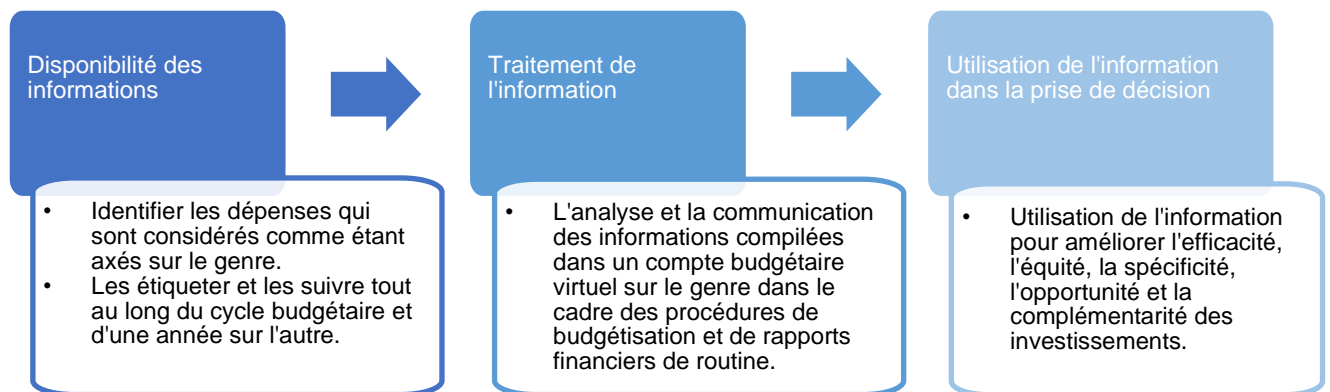 Disponibilité des
informations
• Identifier les dépenses qui
sont considérés comme étant
axés sur le genre.
• Les étiqueter et les suivre tout
au long du cycle budgétaire et
d'une année sur l'autre.
Traitement de
l'information
• L'analyse et la communication
des informations compilées
dans un compte budgétaire
virtuel sur le genre dans le
cadre des procédures de
budgétisation et de rapports
financiers de routine.
Utilisation de l'information
dans la prise de décision
• Utilisation de l'information
pour améliorer l'efficacité,
l'équité, la spécificité,
l'opportunité et la
complémentarité des
investissements.